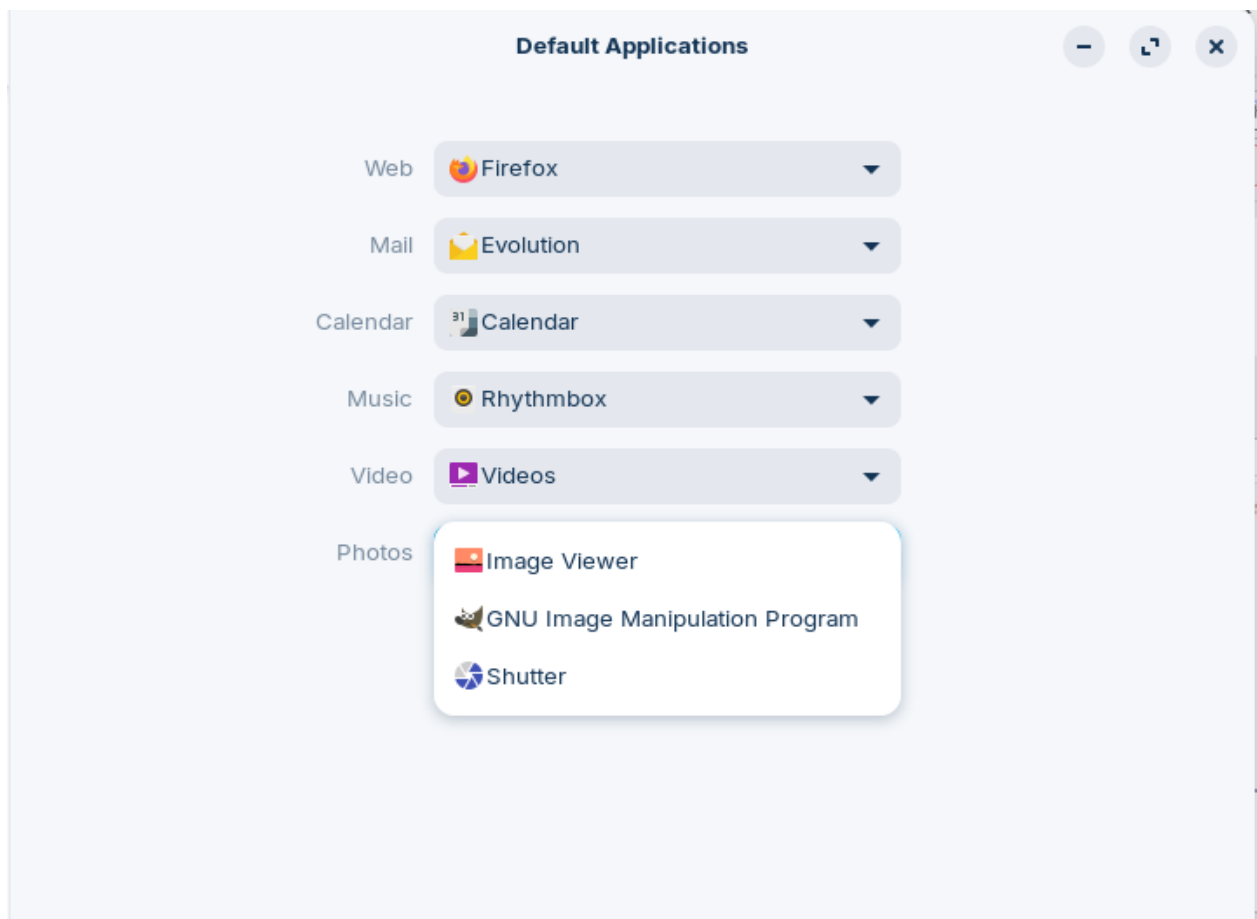 Default Applications
Web Firefox
Mail Evolution
Calendar 31 Calendar
Music Rhythmbox
Video Videos
Photos Image Viewer
GNU Image Manipulation Program
Shutter